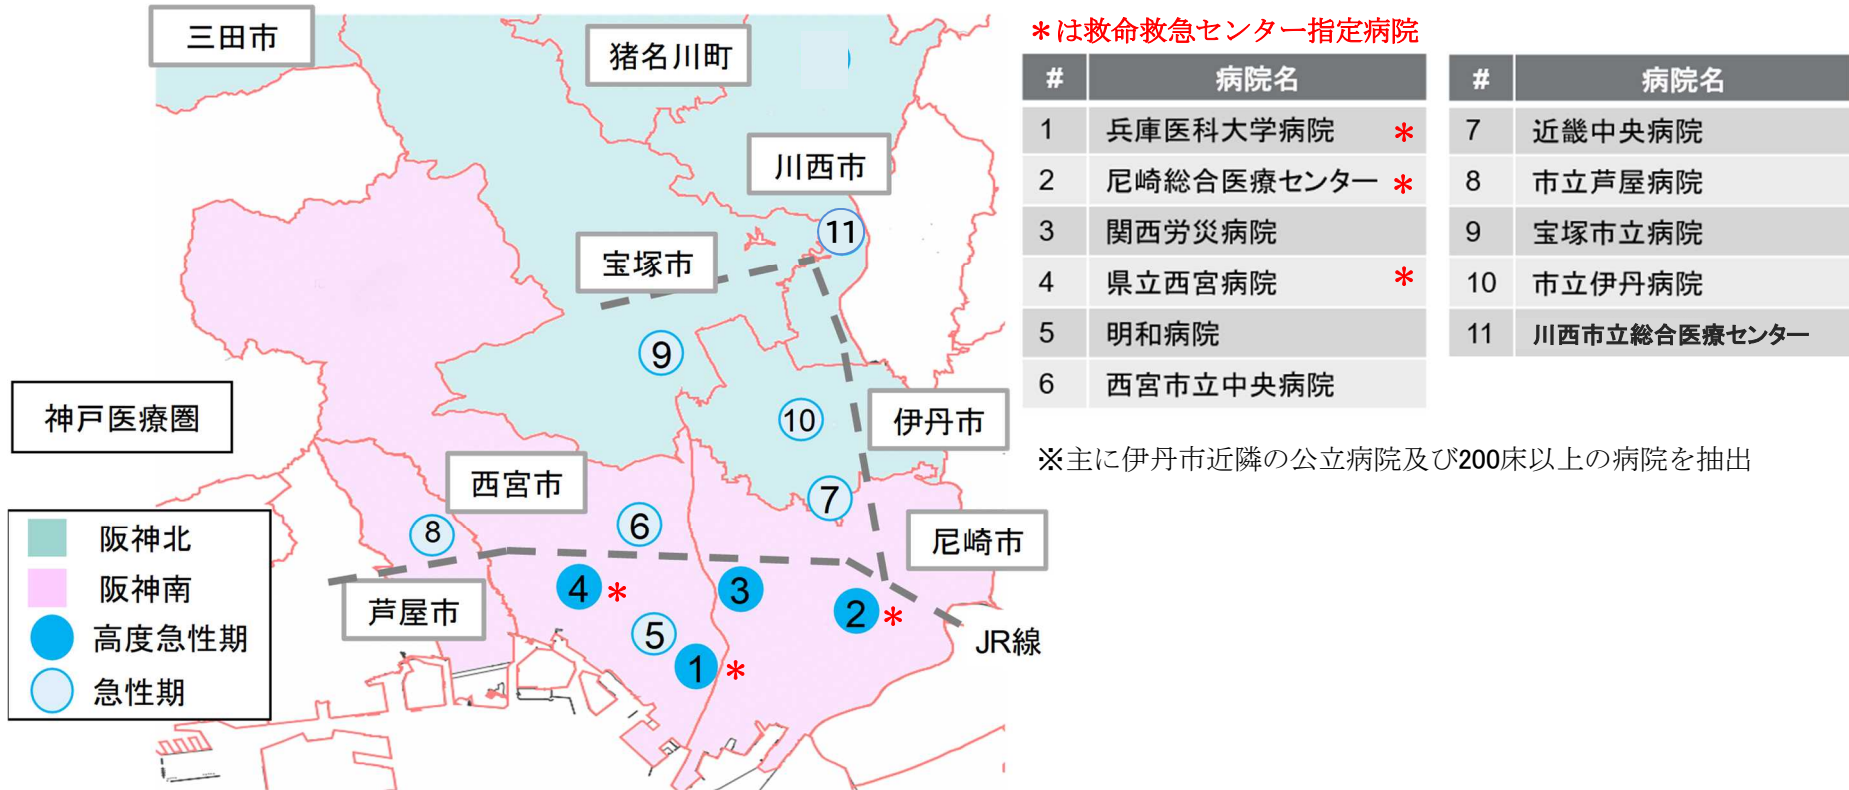 三田市
猪名川町
川西市
11
宝塚市
9
10
伊丹市
神戸医療圏
西宮市
7
6
8
尼崎市
4 *
3
2 *
芦屋市
5
1 *
JR線
阪神北
阪神南
高度急性期
急性期
*は救命救急センター指定病院
# 病院名
1 兵庫医科大学病院 *
2 尼崎総合医療センター *
3 関西労災病院
4 県立西宮病院 *
5 明和病院
6 西宮市立中央病院
# 病院名
7 近畿中央病院
8 市立芦屋病院
9 宝塚市立病院
10 市立伊丹病院
11 川西市立総合医療センター
※主に伊丹市近隣の公立病院及び200床以上の病院を抽出